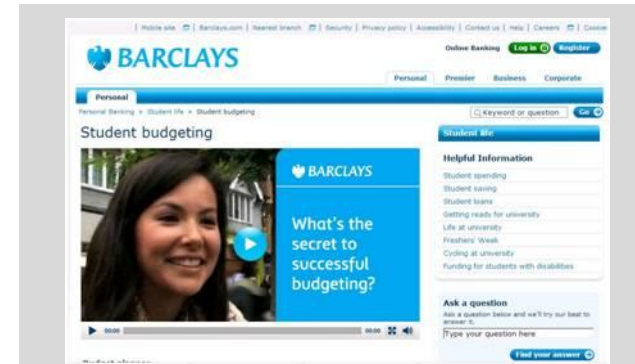 Mobile site | Barclays.com | Nearest branch | Security | Privacy policy | Accessibility | Contact us | Help | Careers | Cookie
BARCLAYS
Online Banking Log in Register
Personal Premier Business Corporate
Personal
Personal Banking Student life Student budgeting
Keyword or question Go
Student budgeting
BARCLAYS
What's the
secret to
successful
budgeting?
00:00 00:00
Student life
Helpful Information
Student spending
Student saving
Student loans
Getting ready for university
Life at university
Freshers' Week
Cycling at university
Funding for students with disabilities
Ask a question
Ask a question below and we'll try our best to
answer it.
Type your question here
Find your answer